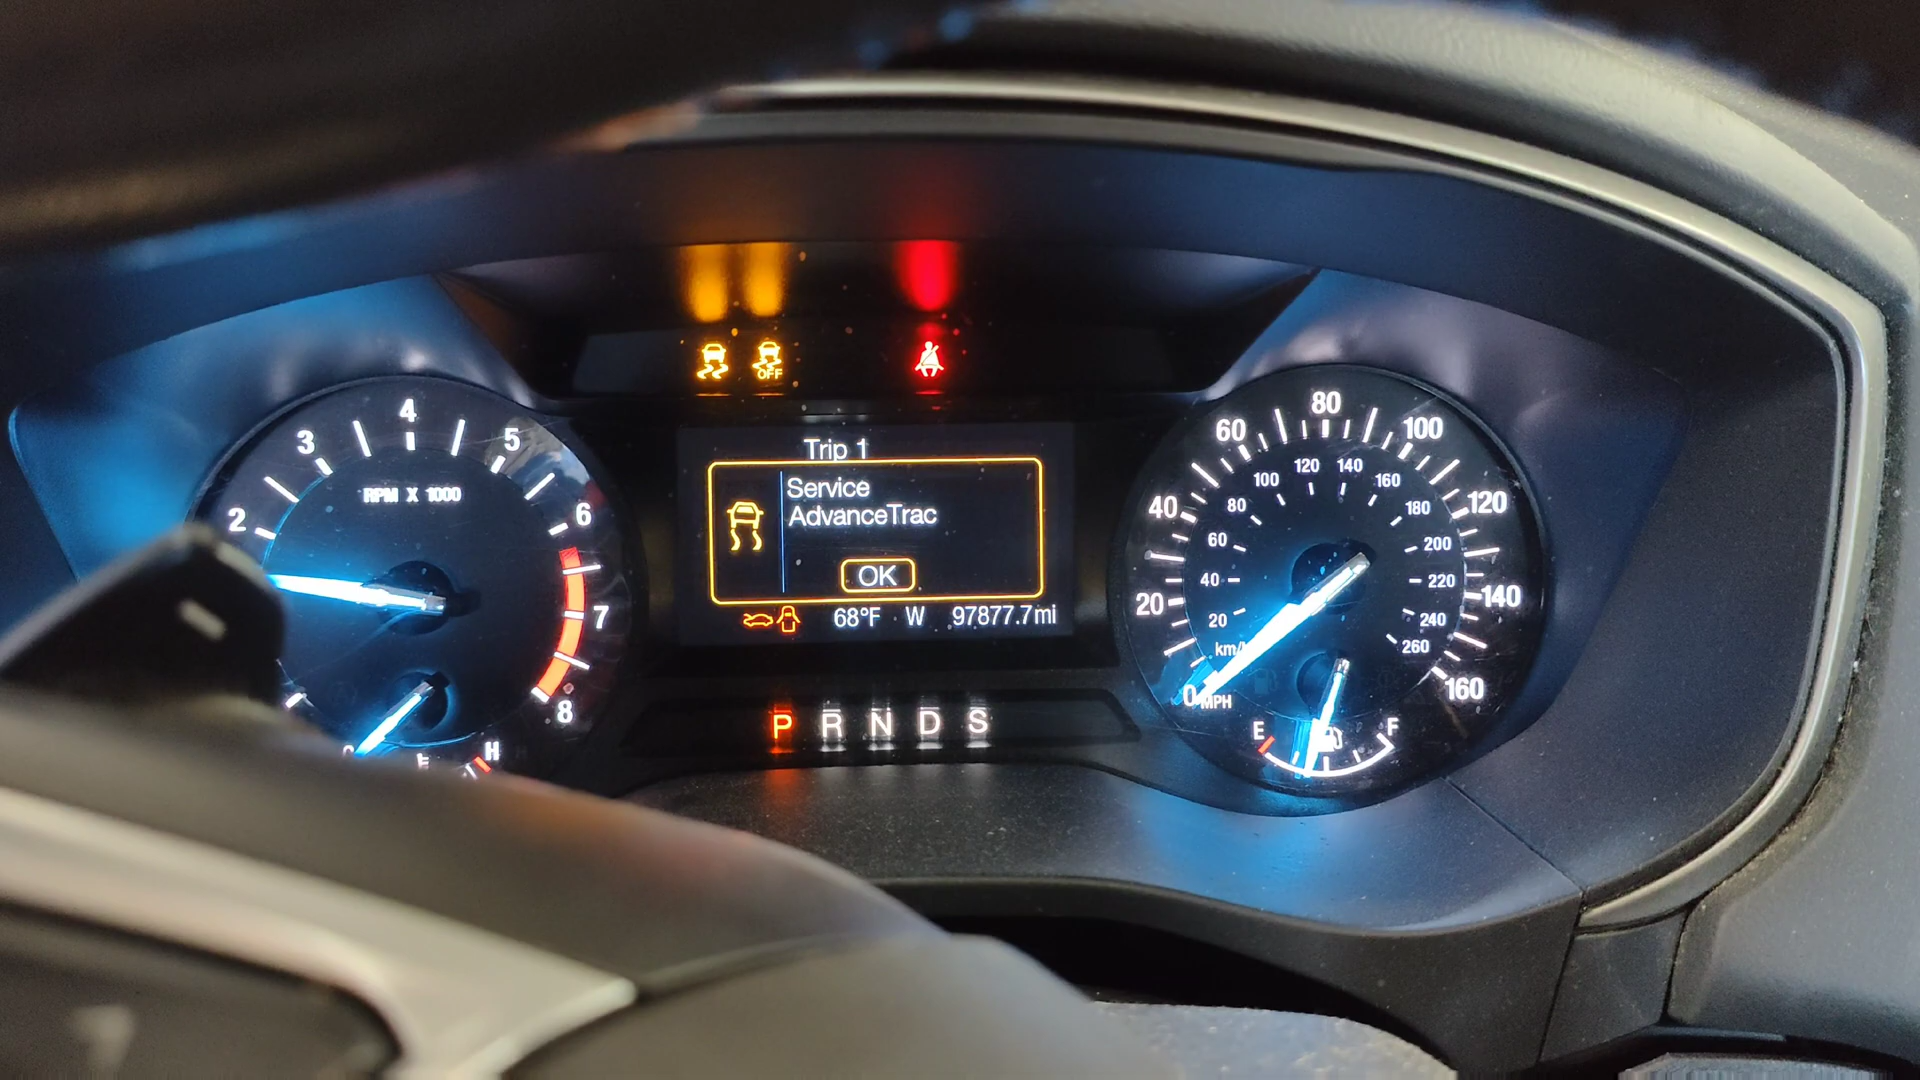 OFF
Trip 1
Service
AdvanceTrac
OK
68°F W 97877.7mi
2 3 4 5 6 7 8
RPM X 1000
H
P R N D S
0 20 40 60 80 100 120 140 160
MPH
20 40 60 80 100 120 140 160 180 200 220 240 260
km/
E F